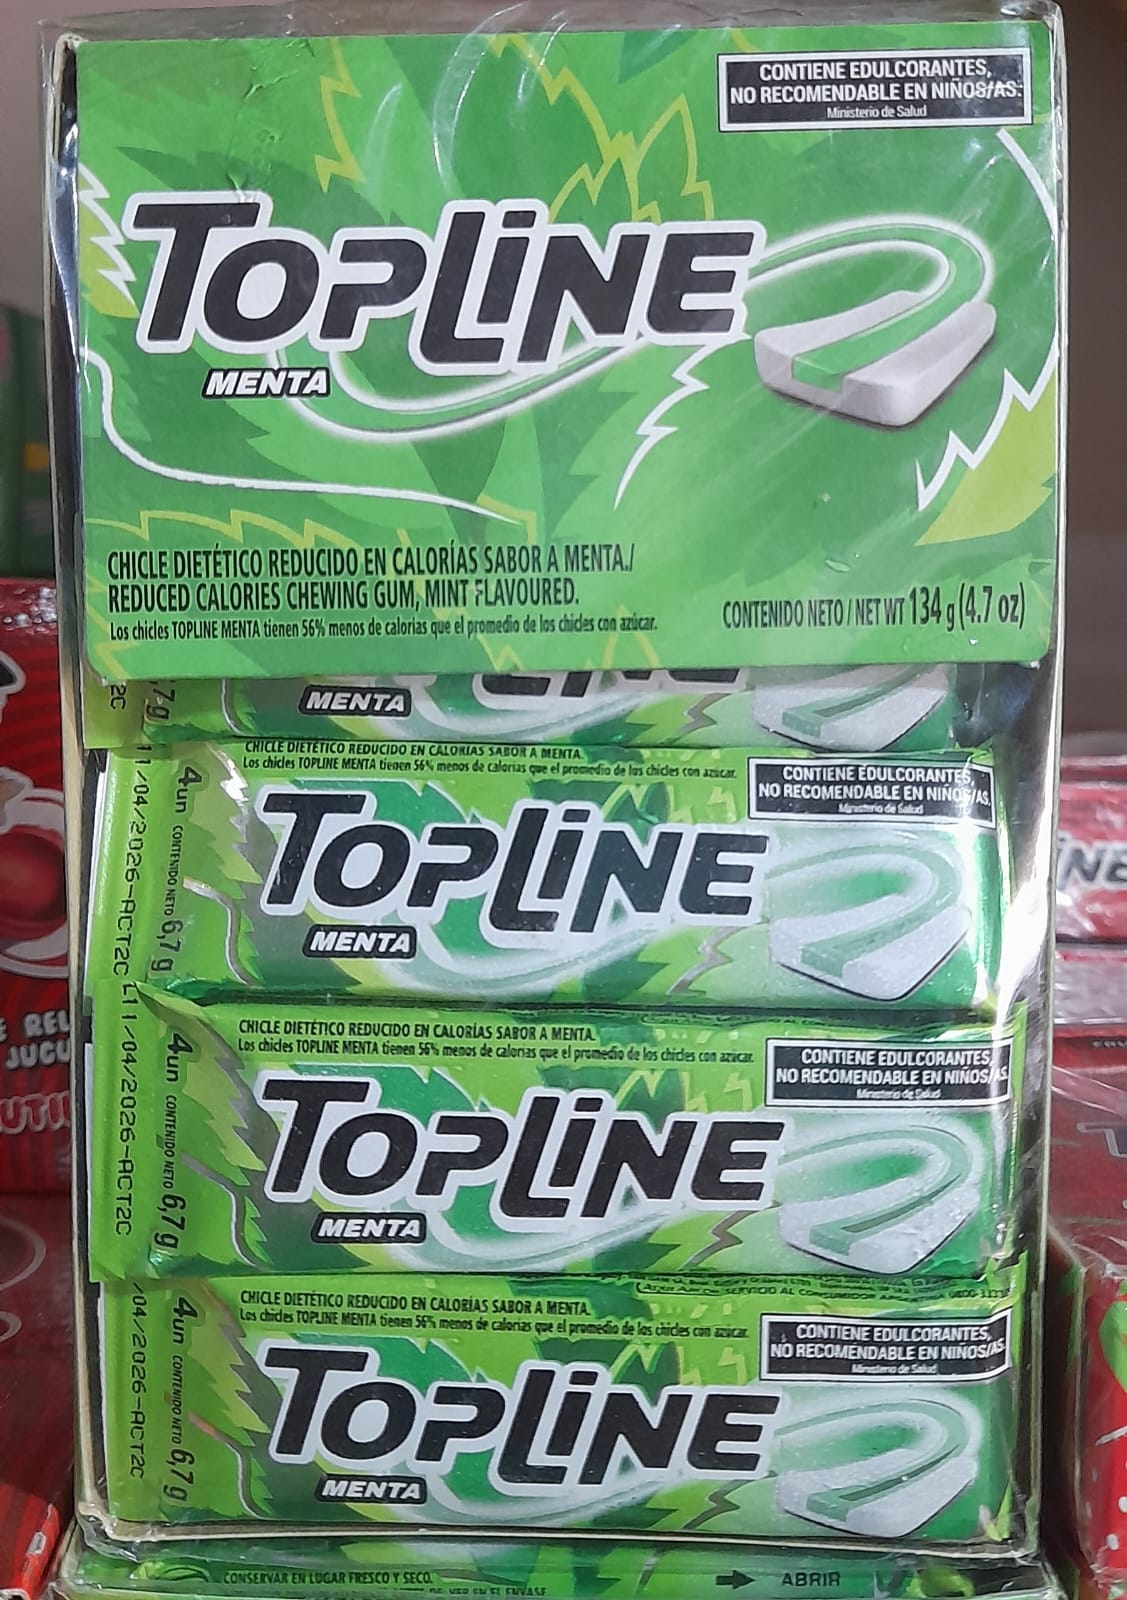 CONTIENE EDULCORANTES,
NO RECOMENDABLE EN NIÑOS/AS.
Ministerio de Salud
TOPLiNE
MENTA
CHICLE DIETÉTICO REDUCIDO EN CALORÍAS SABOR A MENTA./
REDUCED CALORIES CHEWING GUM, MINT FLAVOURED.
Los chicles TOPLINE MENTA tienen 56% menos de calorias que el promedio de los chicles con azúcar.
CONTENIDO NETO / NET WT 134 g (4.7 oz)
MENTA
CHICLE DIETÉTICO REDUCIDO EN CALORÍAS SABOR A MENTA.
Los chicles TOPLINE MENTA tienen 56% menos de calorías que el promedio de los chicles con azúcar.
CONTIENE EDULCORANTES,
NO RECOMENDABLE EN NIÑOS/AS.
Ministerio de Salud
4un CONTENIDO NETO 6,7 g
11/04/2026-ACT2C
TOPLiNE
MENTA
CHICLE DIETÉTICO REDUCIDO EN CALORÍAS SABOR A MENTA.
Los chicles TOPLINE MENTA tienen 56% menos de calorías que el promedio de los chicles con azúcar.
CONTIENE EDULCORANTES,
NO RECOMENDABLE EN NIÑOS/AS.
Ministerio de Salud
4un CONTENIDO NETO 6,7 g
L11/04/2026-ACT2C
TOPLiNE
MENTA
SERVICIO AL CONSUMIDOR ARGENTINA
CHICLE DIETÉTICO REDUCIDO EN CALORÍAS SABOR A MENTA.
Los chicles TOPLINE MENTA tienen 56% menos de calorías que el promedio de los chicles con azúcar.
CONTIENE EDULCORANTES,
NO RECOMENDABLE EN NIÑOS/AS.
Ministerio de Salud
4un CONTENIDO NETO 6,7 g
/04/2026-ACT2C
TOPLiNE
MENTA
CONSERVAR EN LUGAR FRESCO Y SECO.
ABRIR